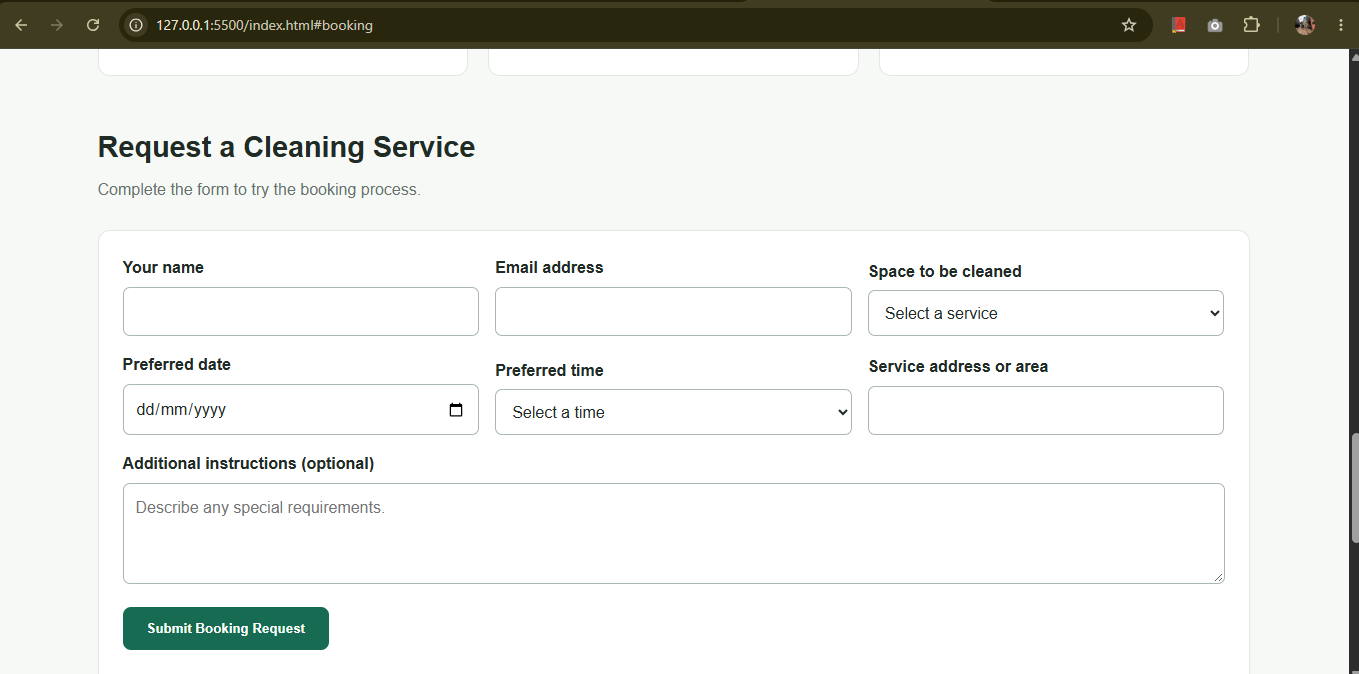 127.0.0.1:5500/index.html#booking
Request a Cleaning Service
Complete the form to try the booking process.
Your name
Email address
Space to be cleaned
Select a service
Preferred date
Preferred time
Service address or area
dd/mm/yyyy
Select a time
Additional instructions (optional)
Describe any special requirements.
Submit Booking Request